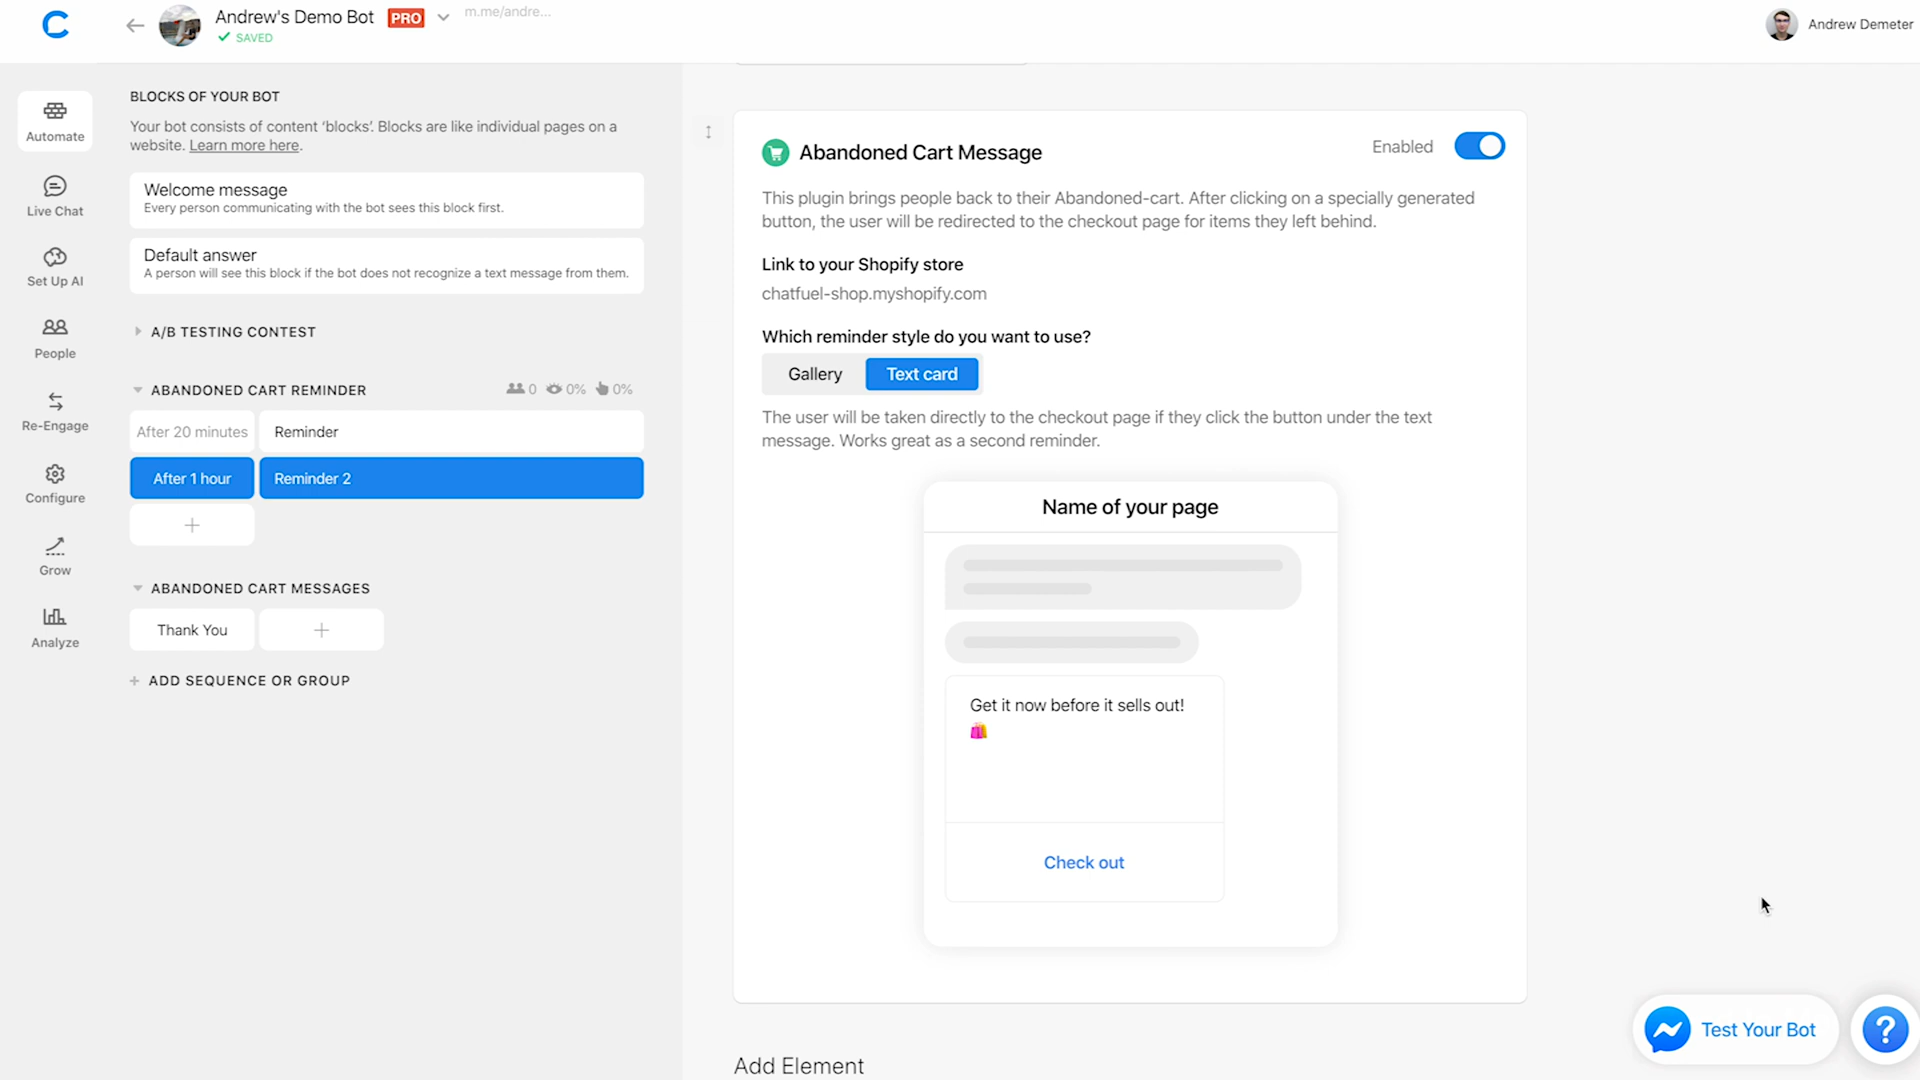 Andrew's Demo Bot PRO m.me/andre...
SAVED
Andrew Demeter
Automate
Live Chat
Set Up AI
People
Re-Engage
Configure
Grow
Analyze
BLOCKS OF YOUR BOT
Your bot consists of content ‘blocks’. Blocks are like individual pages on a
website. Learn more here.
Welcome message
Every person communicating with the bot sees this block first.
Default answer
A person will see this block if the bot does not recognize a text message from them.
A/B TESTING CONTEST
ABANDONED CART REMINDER 0 0% 0%
After 20 minutes Reminder
After 1 hour Reminder 2
ABANDONED CART MESSAGES
Thank You
+ ADD SEQUENCE OR GROUP
Abandoned Cart Message Enabled
This plugin brings people back to their Abandoned-cart. After clicking on a specially generated
button, the user will be redirected to the checkout page for items they left behind.
Link to your Shopify store
chatfuel-shop.myshopify.com
Which reminder style do you want to use?
Gallery Text card
The user will be taken directly to the checkout page if they click the button under the text
message. Works great as a second reminder.
Name of your page
Get it now before it sells out!
🛍️
Check out
Add Element
Test Your Bot ?